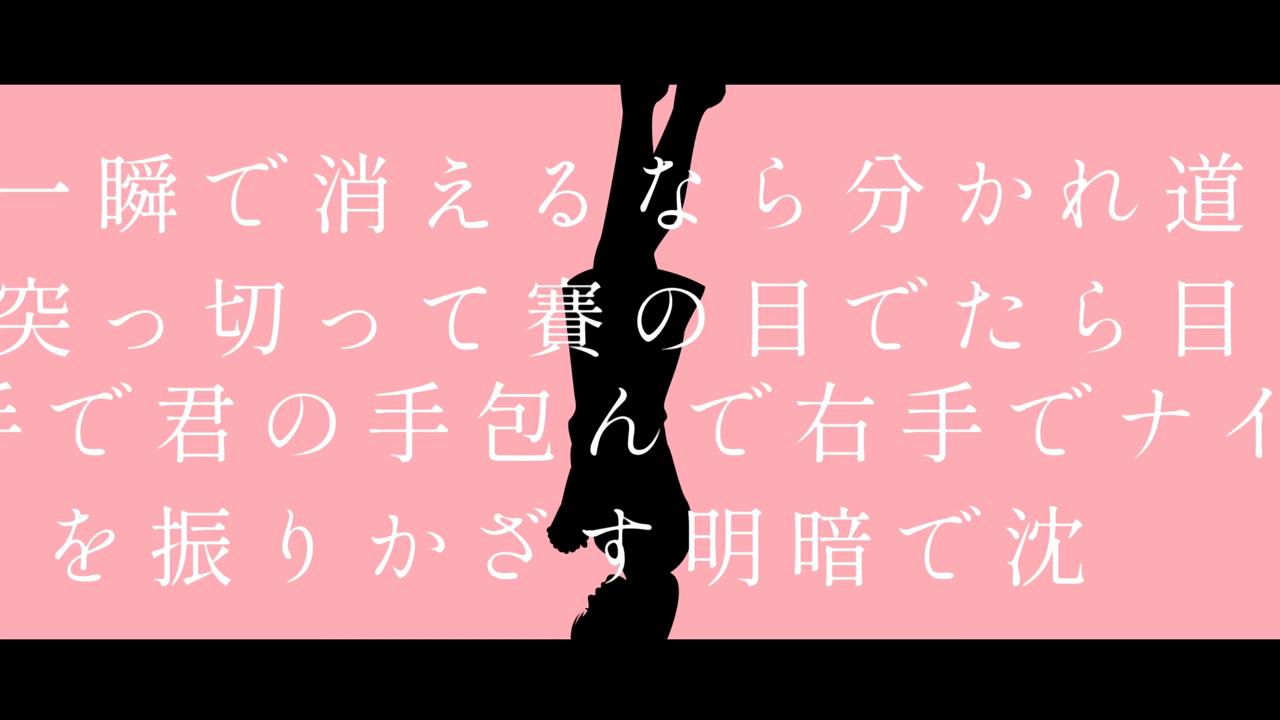 一瞬で消えるなら分かれ道
突っ切って賽の目でたら目
手で君の手包んで右手でナイ
を振りかざす明暗で沈